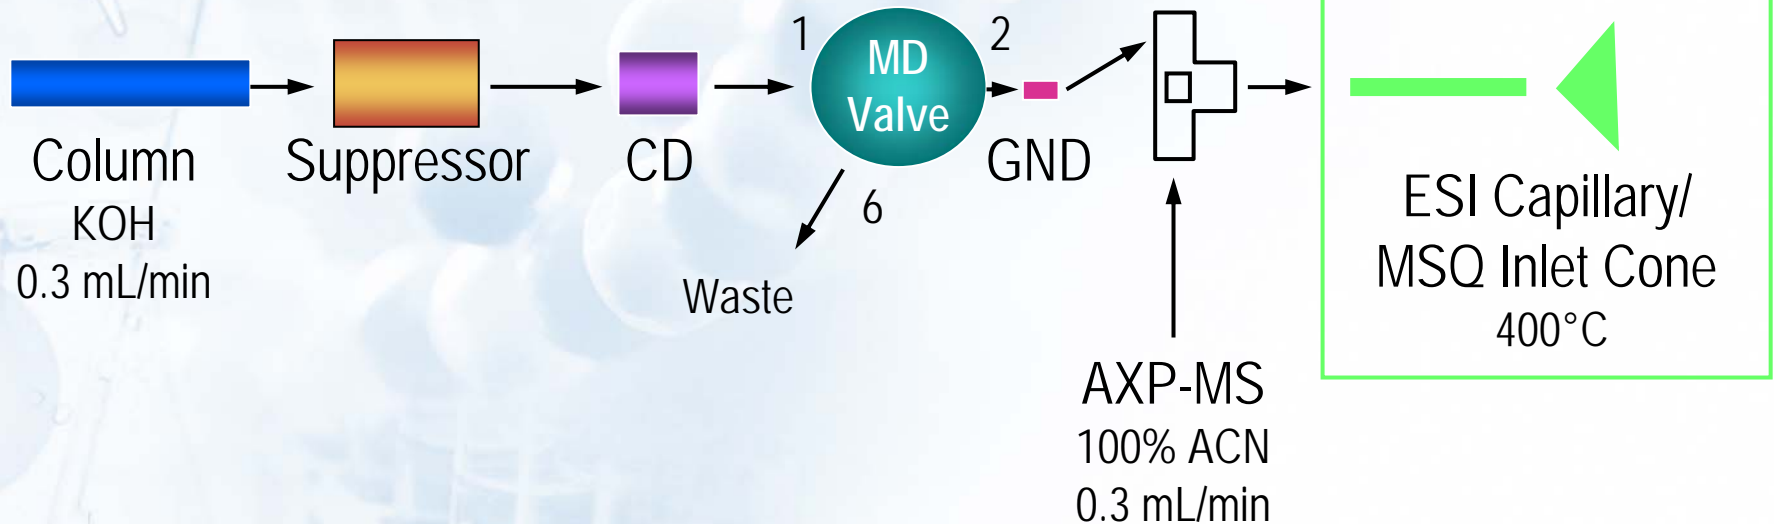 Column
KOH
0.3 mL/min
Suppressor
CD
1
MD
Valve
2
6
Waste
GND
AXP-MS
100% ACN
0.3 mL/min
ESI Capillary/
MSQ Inlet Cone
400°C